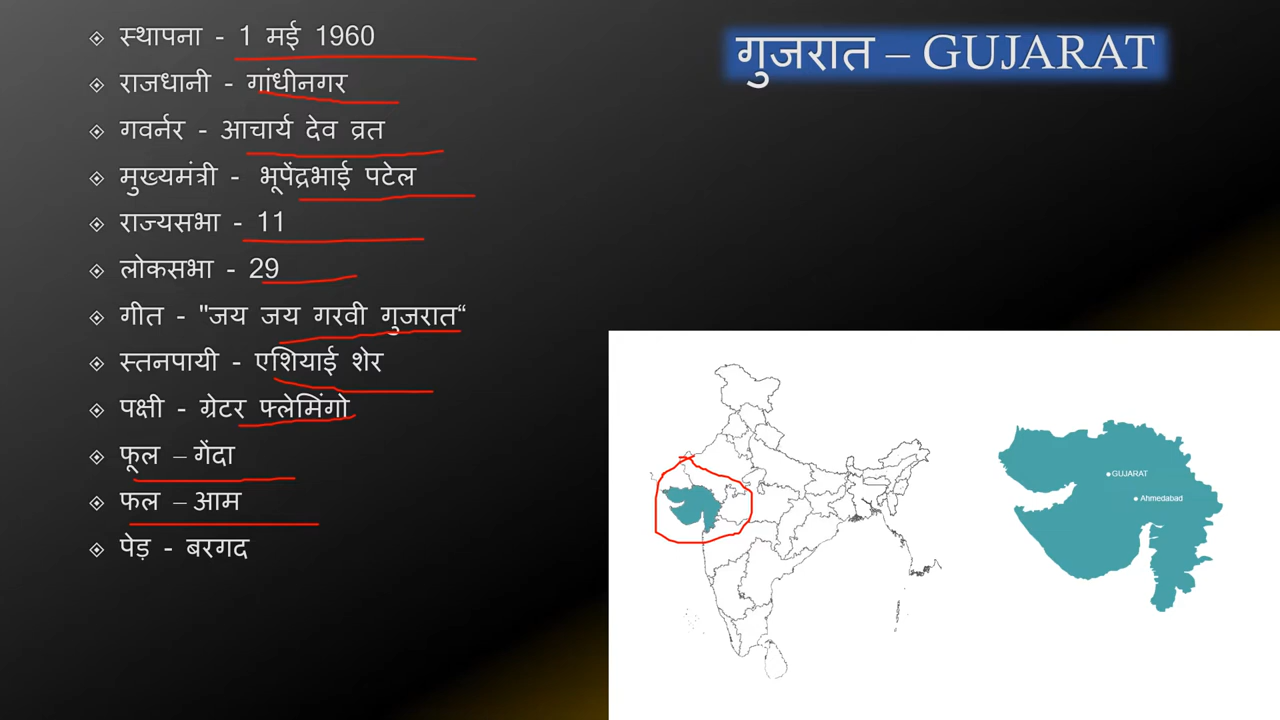 गुजरात – GUJARAT
स्थापना - 1 मई 1960
राजधानी - गांधीनगर
गवर्नर - आचार्य देव व्रत
मुख्यमंत्री - भूपेंद्रभाई पटेल
राज्यसभा - 11
लोकसभा - 29
गीत - "जय जय गरवी गुजरात“
स्तनपायी - एशियाई शेर
पक्षी - ग्रेटर फ्लेमिंगो
फूल – गेंदा
फल – आम
पेड़ - बरगद
GUJARAT
Ahmedabad